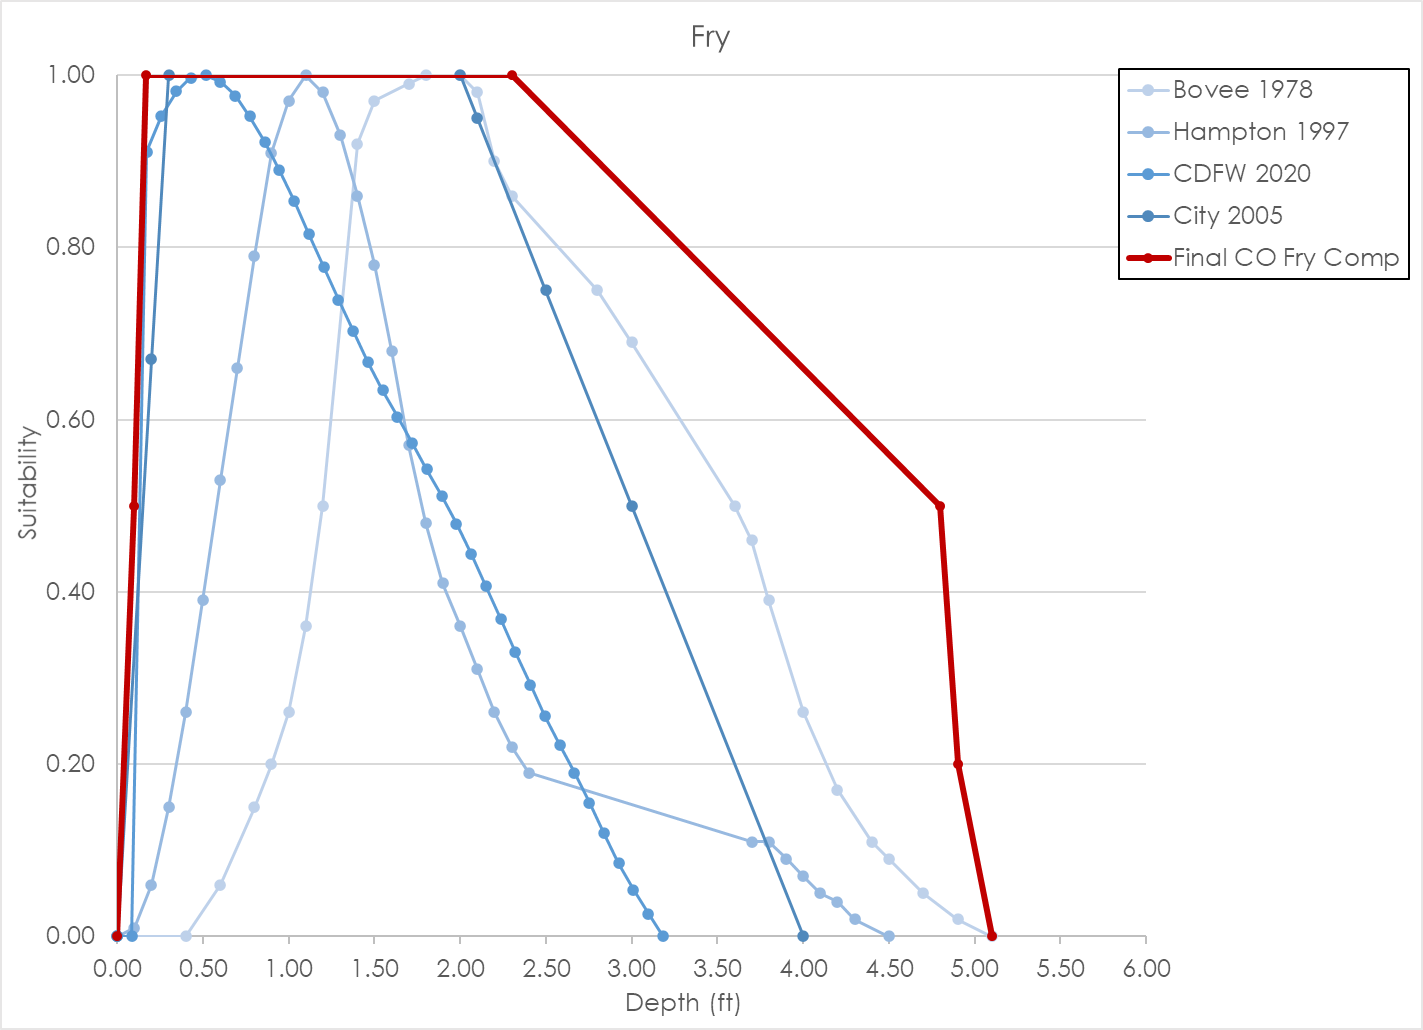 Fry
1.00
0.80
0.60
0.40
0.20
0.00
Suitability
0.00 0.50 1.00 1.50 2.00 2.50 3.00 3.50 4.00 4.50 5.00 5.50 6.00
Depth (ft)
Bovee 1978
Hampton 1997
CDFW 2020
City 2005
Final CO Fry Comp